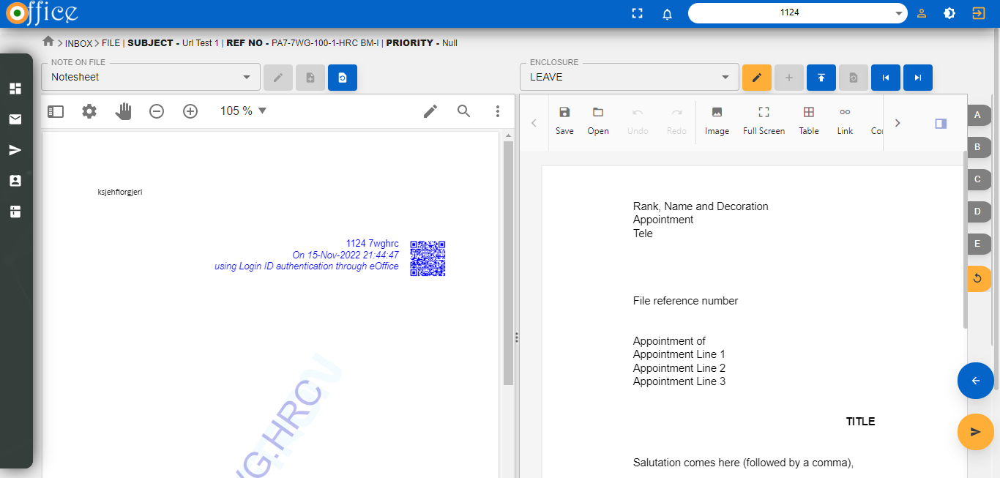 office
1124
INBOX > FILE | SUBJECT - Url Test 1 | REF NO - PA7-7WG-100-1-HRC BM-I | PRIORITY - Null
NOTE ON FILE
Notesheet
ENCLOSURE
LEAVE
105 %
Save
Open
Undo
Redo
Image
Full Screen
Table
Link
Cor
A
B
C
D
E
ksjehfiorgjeri
1124 7wghrc
On 15-Nov-2022 21:44:47
using Login ID authentication through eOffice
WG.HRC
Rank, Name and Decoration
Appointment
Tele
File reference number
Appointment of
Appointment Line 1
Appointment Line 2
Appointment Line 3
TITLE
Salutation comes here (followed by a comma),